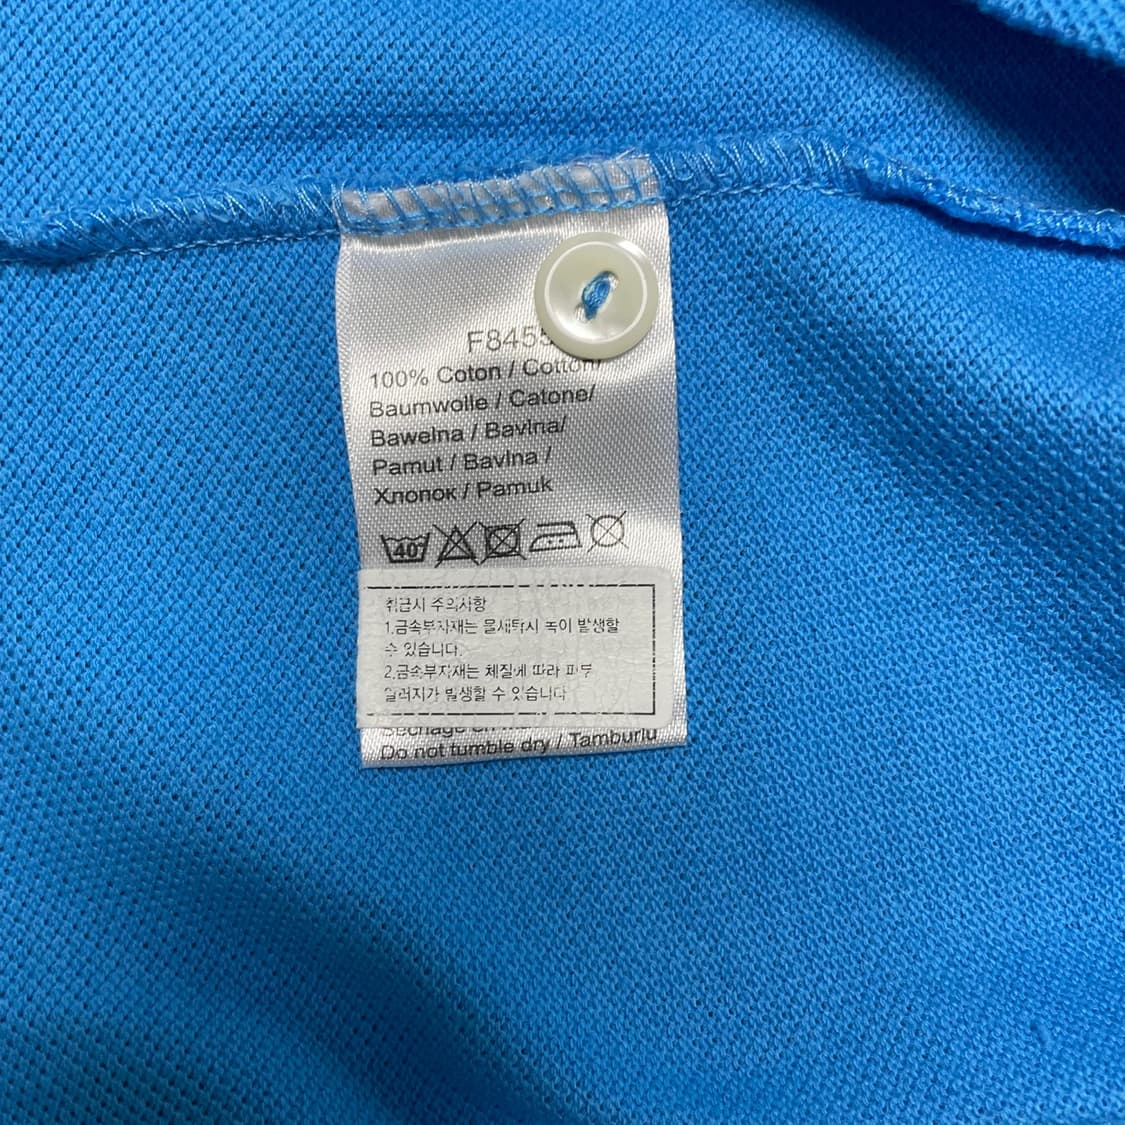 100% Coton / Cotton/
Baumwolle / Catone/
Bawelna / Bavlna/
Pamut / Bavlna /
Хлопок / Pamuk
40°
취급시 주의사항
1.금속부자재는 물세탁시 녹이 발생할
수 있습니다.
2.금속부자재는 체질에 따라 피부
알러지가 발생할 수 있습니다
Do not tumble dry / Tamburlu